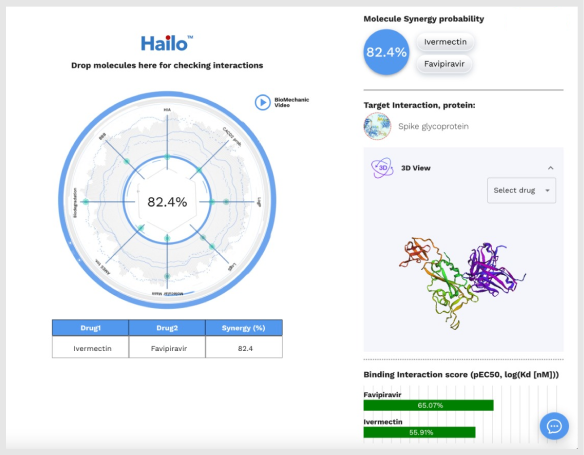 Hailo™
Drop molecules here for checking interactions
BioMechanic
Video
HIA
BBB
Biodegradation
82.4%
Drug1 Drug2 Synergy (%)
Ivermectin Favipiravir 82.4
Molecule Synergy probability
82.4%
Ivermectin
Favipiravir
Target Interaction, protein:
Spike glycoprotein
3D
3D View
Select drug
Binding Interaction score (pEC50, log(Kd [nM]))
Favipiravir
65.07%
Ivermectin
55.91%